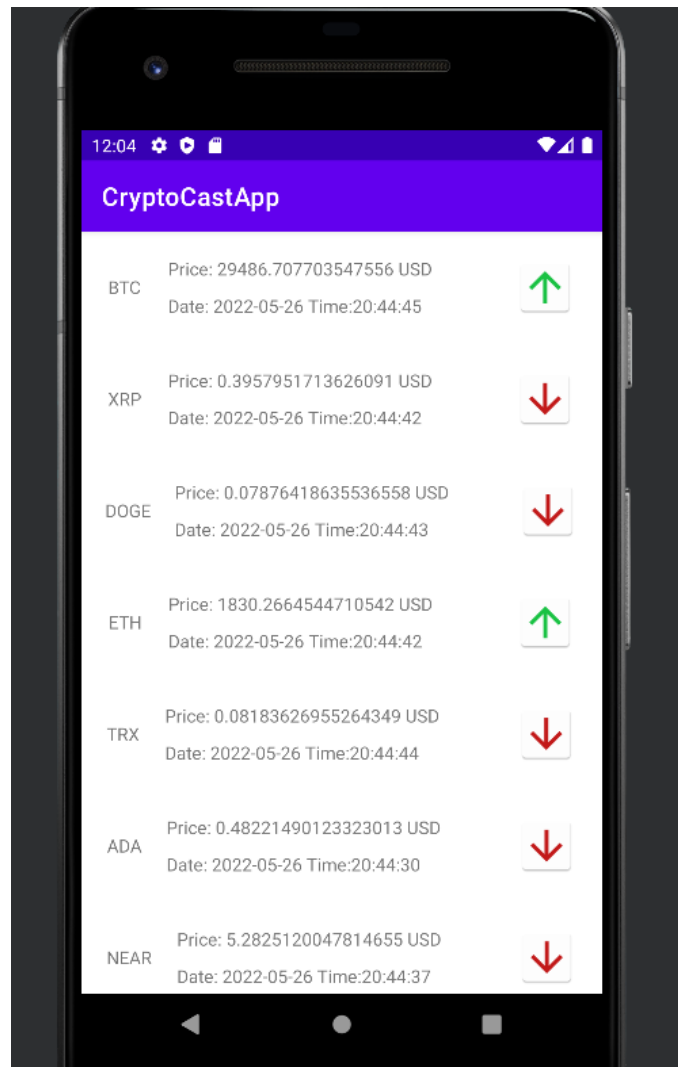 12:04
CryptoCastApp
BTC
Price: 29486.707703547556 USD
Date: 2022-05-26 Time:20:44:45
XRP
Price: 0.3957951713626091 USD
Date: 2022-05-26 Time:20:44:42
DOGE
Price: 0.07876418635536558 USD
Date: 2022-05-26 Time:20:44:43
ETH
Price: 1830.2664544710542 USD
Date: 2022-05-26 Time:20:44:42
TRX
Price: 0.08183626955264349 USD
Date: 2022-05-26 Time:20:44:44
ADA
Price: 0.48221490123323013 USD
Date: 2022-05-26 Time:20:44:30
NEAR
Price: 5.2825120047814655 USD
Date: 2022-05-26 Time:20:44:37